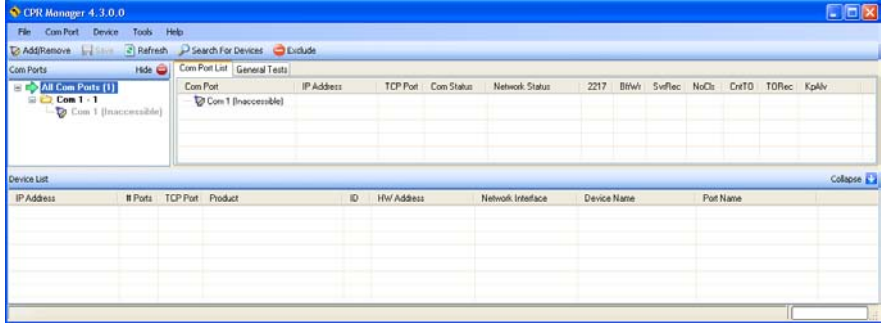 CPR Manager 4.3.0.0
File Com Port Device Tools Help
Add/Remove Save Refresh Search For Devices Exclude
Com Ports Hide
All Com Ports (1)
Com 1 - 1
Com 1 (Inaccessible)
Com Port List General Tests
Com Port IP Address TCP Port Com Status Network Status 2217 BffWr SvrRec NoCls CntTO TORec KpAlv
Com 1 (Inaccessible)
Device List Collapse
IP Address # Ports TCP Port Product ID HW Address Network Interface Device Name Port Name